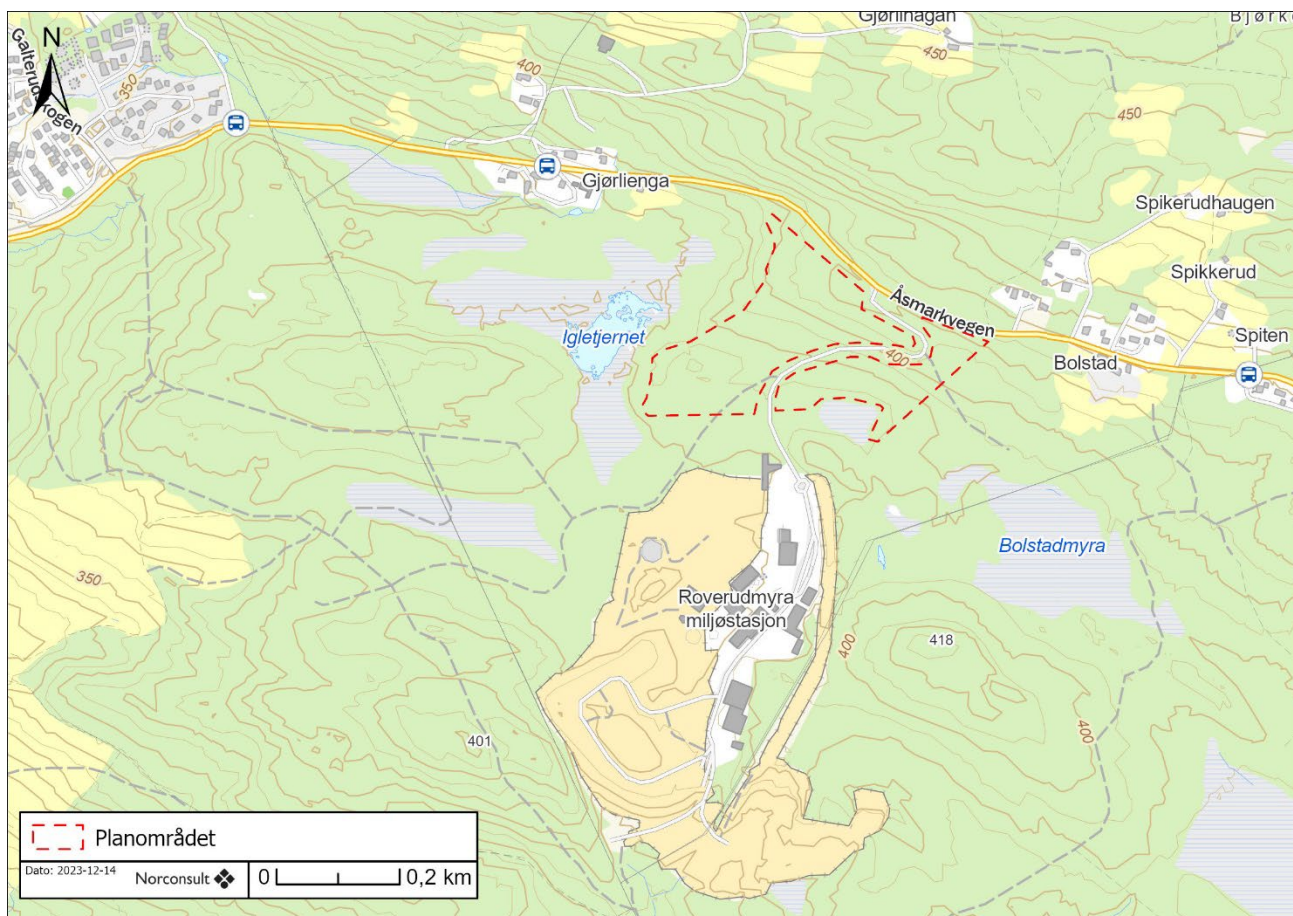 Gjørlihagan
N
Galterudskogen
350
400
450
450
Gjørlienga
Spikerudhaugen
Spikkerud
Åsmarkvegen
Igletjernet
400
Bolstad
Spiten
Bolstadmyra
350
Roverudmyra
miljøstasjon
400
418
401
400
Planområdet
Dato: 2023-12-14
Norconsult
0
0,2 km